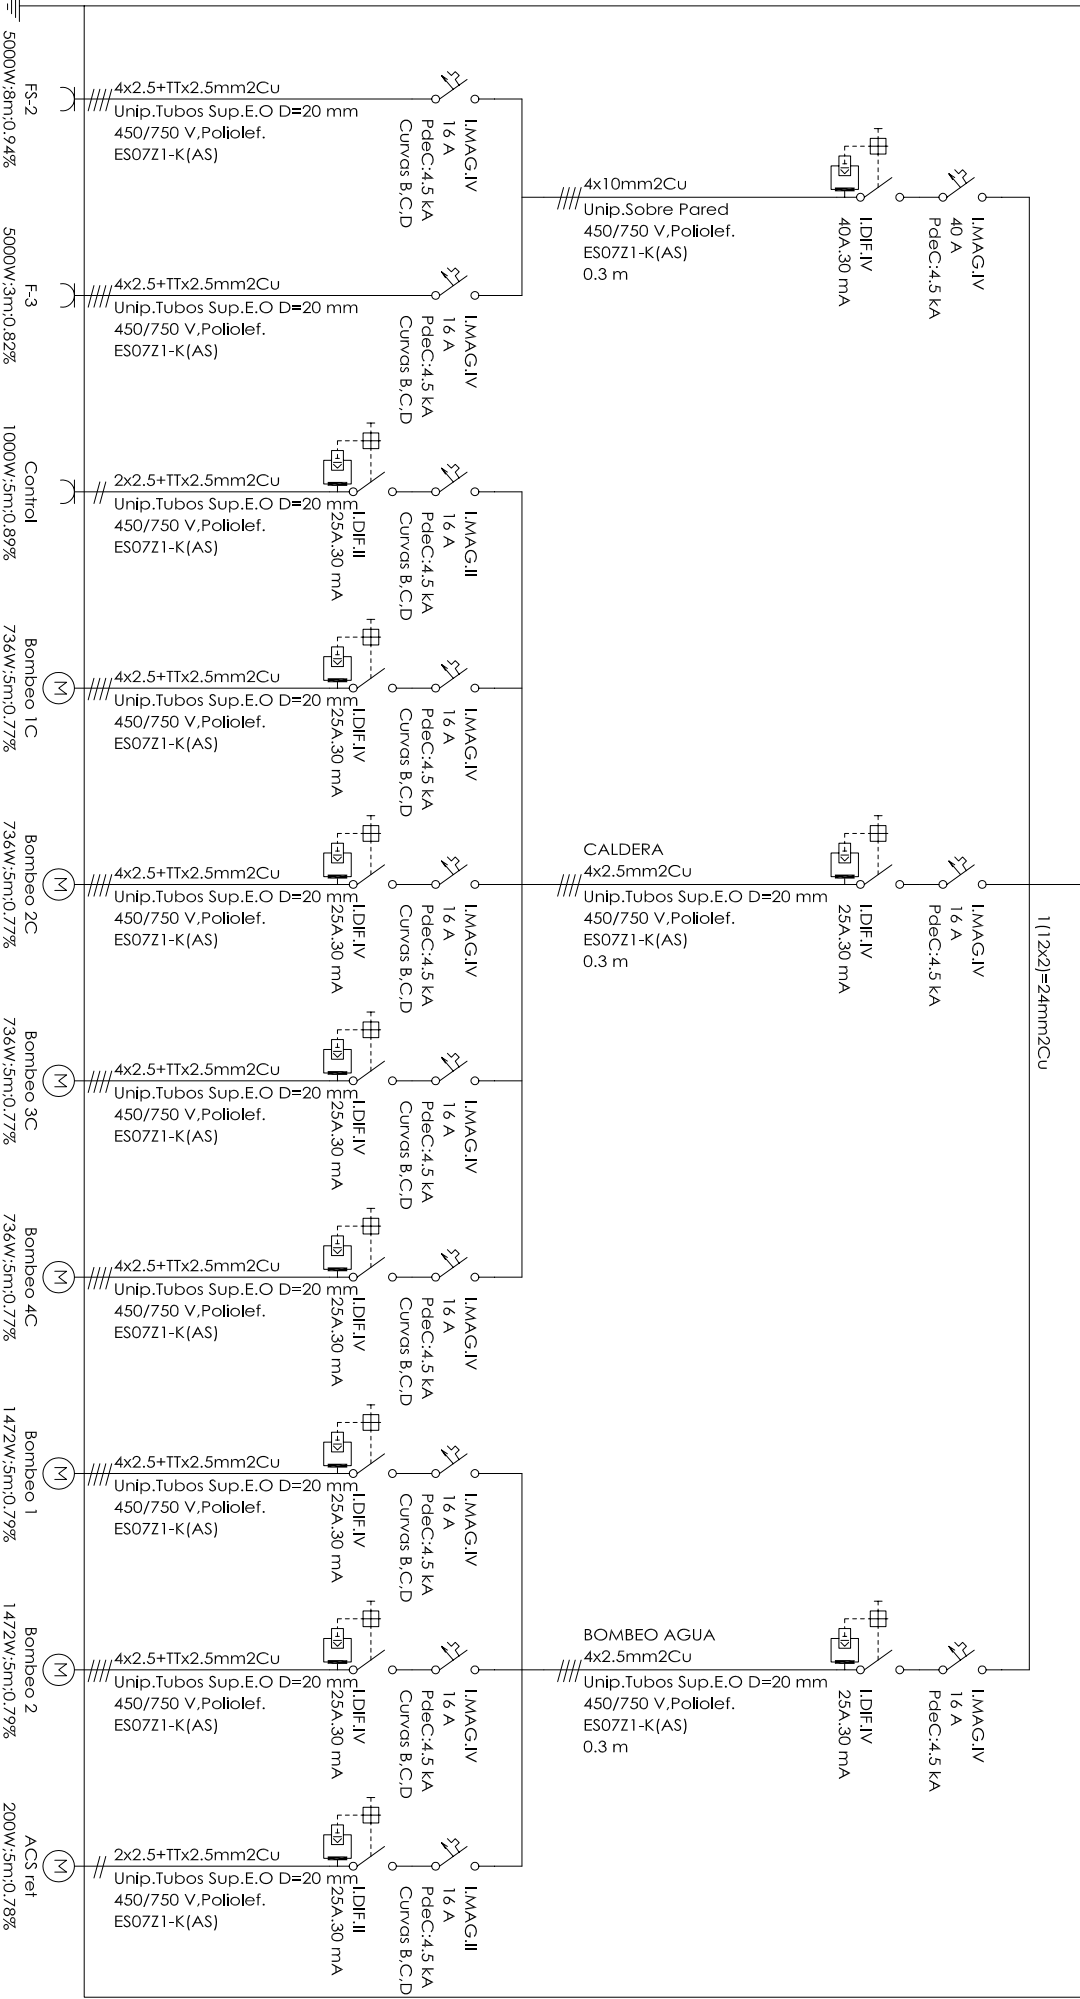 1(12x2)=24mm2Cu
I.MAG.IV
40 A
PdeC:4.5 kA
I.DIF.IV
40A.30 mA
4x10mm2Cu
Unip.Sobre Pared
450/750 V,Poliolef.
ES07Z1-K(AS)
0.3 m
I.MAG.IV
16 A
PdeC:4.5 kA
I.DIF.IV
25A.30 mA
CALDERA
4x2.5mm2Cu
Unip.Tubos Sup.E.O D=20 mm
450/750 V,Poliolef.
ES07Z1-K(AS)
0.3 m
I.MAG.IV
16 A
PdeC:4.5 kA
I.DIF.IV
25A.30 mA
BOMBEO AGUA
4x2.5mm2Cu
Unip.Tubos Sup.E.O D=20 mm
450/750 V,Poliolef.
ES07Z1-K(AS)
0.3 m
I.MAG.IV
16 A
PdeC:4.5 kA
Curvas B,C,D
4x2.5+TTx2.5mm2Cu
Unip.Tubos Sup.E.O D=20 mm
450/750 V,Poliolef.
ES07Z1-K(AS)
FS-2
5000W;8m;0.94%
I.MAG.IV
16 A
PdeC:4.5 kA
Curvas B,C,D
4x2.5+TTx2.5mm2Cu
Unip.Tubos Sup.E.O D=20 mm
450/750 V,Poliolef.
ES07Z1-K(AS)
F-3
5000W;3m;0.82%
I.MAG.II
16 A
PdeC:4.5 kA
Curvas B,C,D
I.DIF.II
25A.30 mA
2x2.5+TTx2.5mm2Cu
Unip.Tubos Sup.E.O D=20 mm
450/750 V,Poliolef.
ES07Z1-K(AS)
Control
1000W;5m;0.89%
I.MAG.IV
16 A
PdeC:4.5 kA
Curvas B,C,D
I.DIF.IV
25A.30 mA
4x2.5+TTx2.5mm2Cu
Unip.Tubos Sup.E.O D=20 mm
450/750 V,Poliolef.
ES07Z1-K(AS)
M
Bombeo 1C
736W;5m;0.77%
I.MAG.IV
16 A
PdeC:4.5 kA
Curvas B,C,D
I.DIF.IV
25A.30 mA
4x2.5+TTx2.5mm2Cu
Unip.Tubos Sup.E.O D=20 mm
450/750 V,Poliolef.
ES07Z1-K(AS)
M
Bombeo 2C
736W;5m;0.77%
I.MAG.IV
16 A
PdeC:4.5 kA
Curvas B,C,D
I.DIF.IV
25A.30 mA
4x2.5+TTx2.5mm2Cu
Unip.Tubos Sup.E.O D=20 mm
450/750 V,Poliolef.
ES07Z1-K(AS)
M
Bombeo 3C
736W;5m;0.77%
I.MAG.IV
16 A
PdeC:4.5 kA
Curvas B,C,D
I.DIF.IV
25A.30 mA
4x2.5+TTx2.5mm2Cu
Unip.Tubos Sup.E.O D=20 mm
450/750 V,Poliolef.
ES07Z1-K(AS)
M
Bombeo 4C
736W;5m;0.77%
I.MAG.IV
16 A
PdeC:4.5 kA
Curvas B,C,D
I.DIF.IV
25A.30 mA
4x2.5+TTx2.5mm2Cu
Unip.Tubos Sup.E.O D=20 mm
450/750 V,Poliolef.
ES07Z1-K(AS)
M
Bombeo 1
1472W;5m;0.79%
I.MAG.IV
16 A
PdeC:4.5 kA
Curvas B,C,D
I.DIF.IV
25A.30 mA
4x2.5+TTx2.5mm2Cu
Unip.Tubos Sup.E.O D=20 mm
450/750 V,Poliolef.
ES07Z1-K(AS)
M
Bombeo 2
1472W;5m;0.79%
I.MAG.II
16 A
PdeC:4.5 kA
Curvas B,C,D
I.DIF.II
25A.30 mA
2x2.5+TTx2.5mm2Cu
Unip.Tubos Sup.E.O D=20 mm
450/750 V,Poliolef.
ES07Z1-K(AS)
M
ACS ret
200W;5m;0.78%